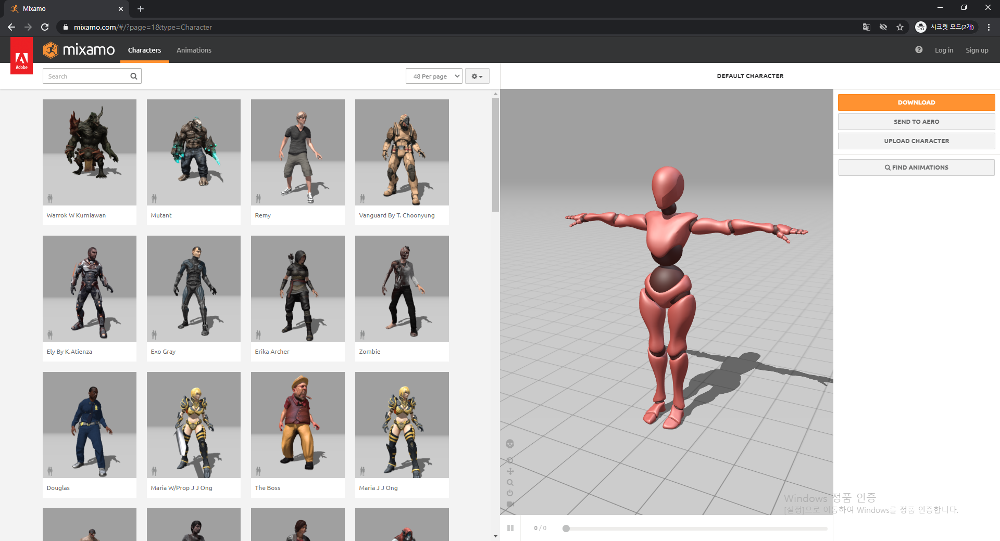 Mixamo
mixamo.com/#/?page=1&type=Character
시크릿 모드(2개)
Adobe
mixamo
Characters
Animations
Log in
Sign up
Search
48 Per page
DEFAULT CHARACTER
DOWNLOAD
SEND TO AERO
UPLOAD CHARACTER
FIND ANIMATIONS
Warrok W Kurniawan
Mutant
Remy
Vanguard By T. Choonyung
Ely By K.Atienza
Exo Gray
Erika Archer
Zombie
Douglas
Maria W/Prop J J Ong
The Boss
Maria J J Ong
Windows 정품 인증
[설정]으로 이동하여 Windows를 정품 인증합니다.
0 / 0